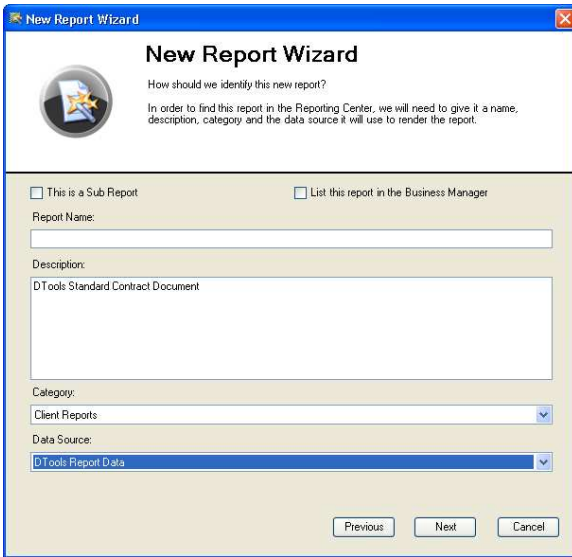 New Report Wizard
New Report Wizard
How should we identify this new report?
In order to find this report in the Reporting Center, we will need to give it a name,
description, category and the data source it will use to render the report.
This is a Sub Report
List this report in the Business Manager
Report Name:
Description:
DTools Standard Contract Document
Category:
Client Reports
Data Source:
DTools Report Data
Previous
Next
Cancel